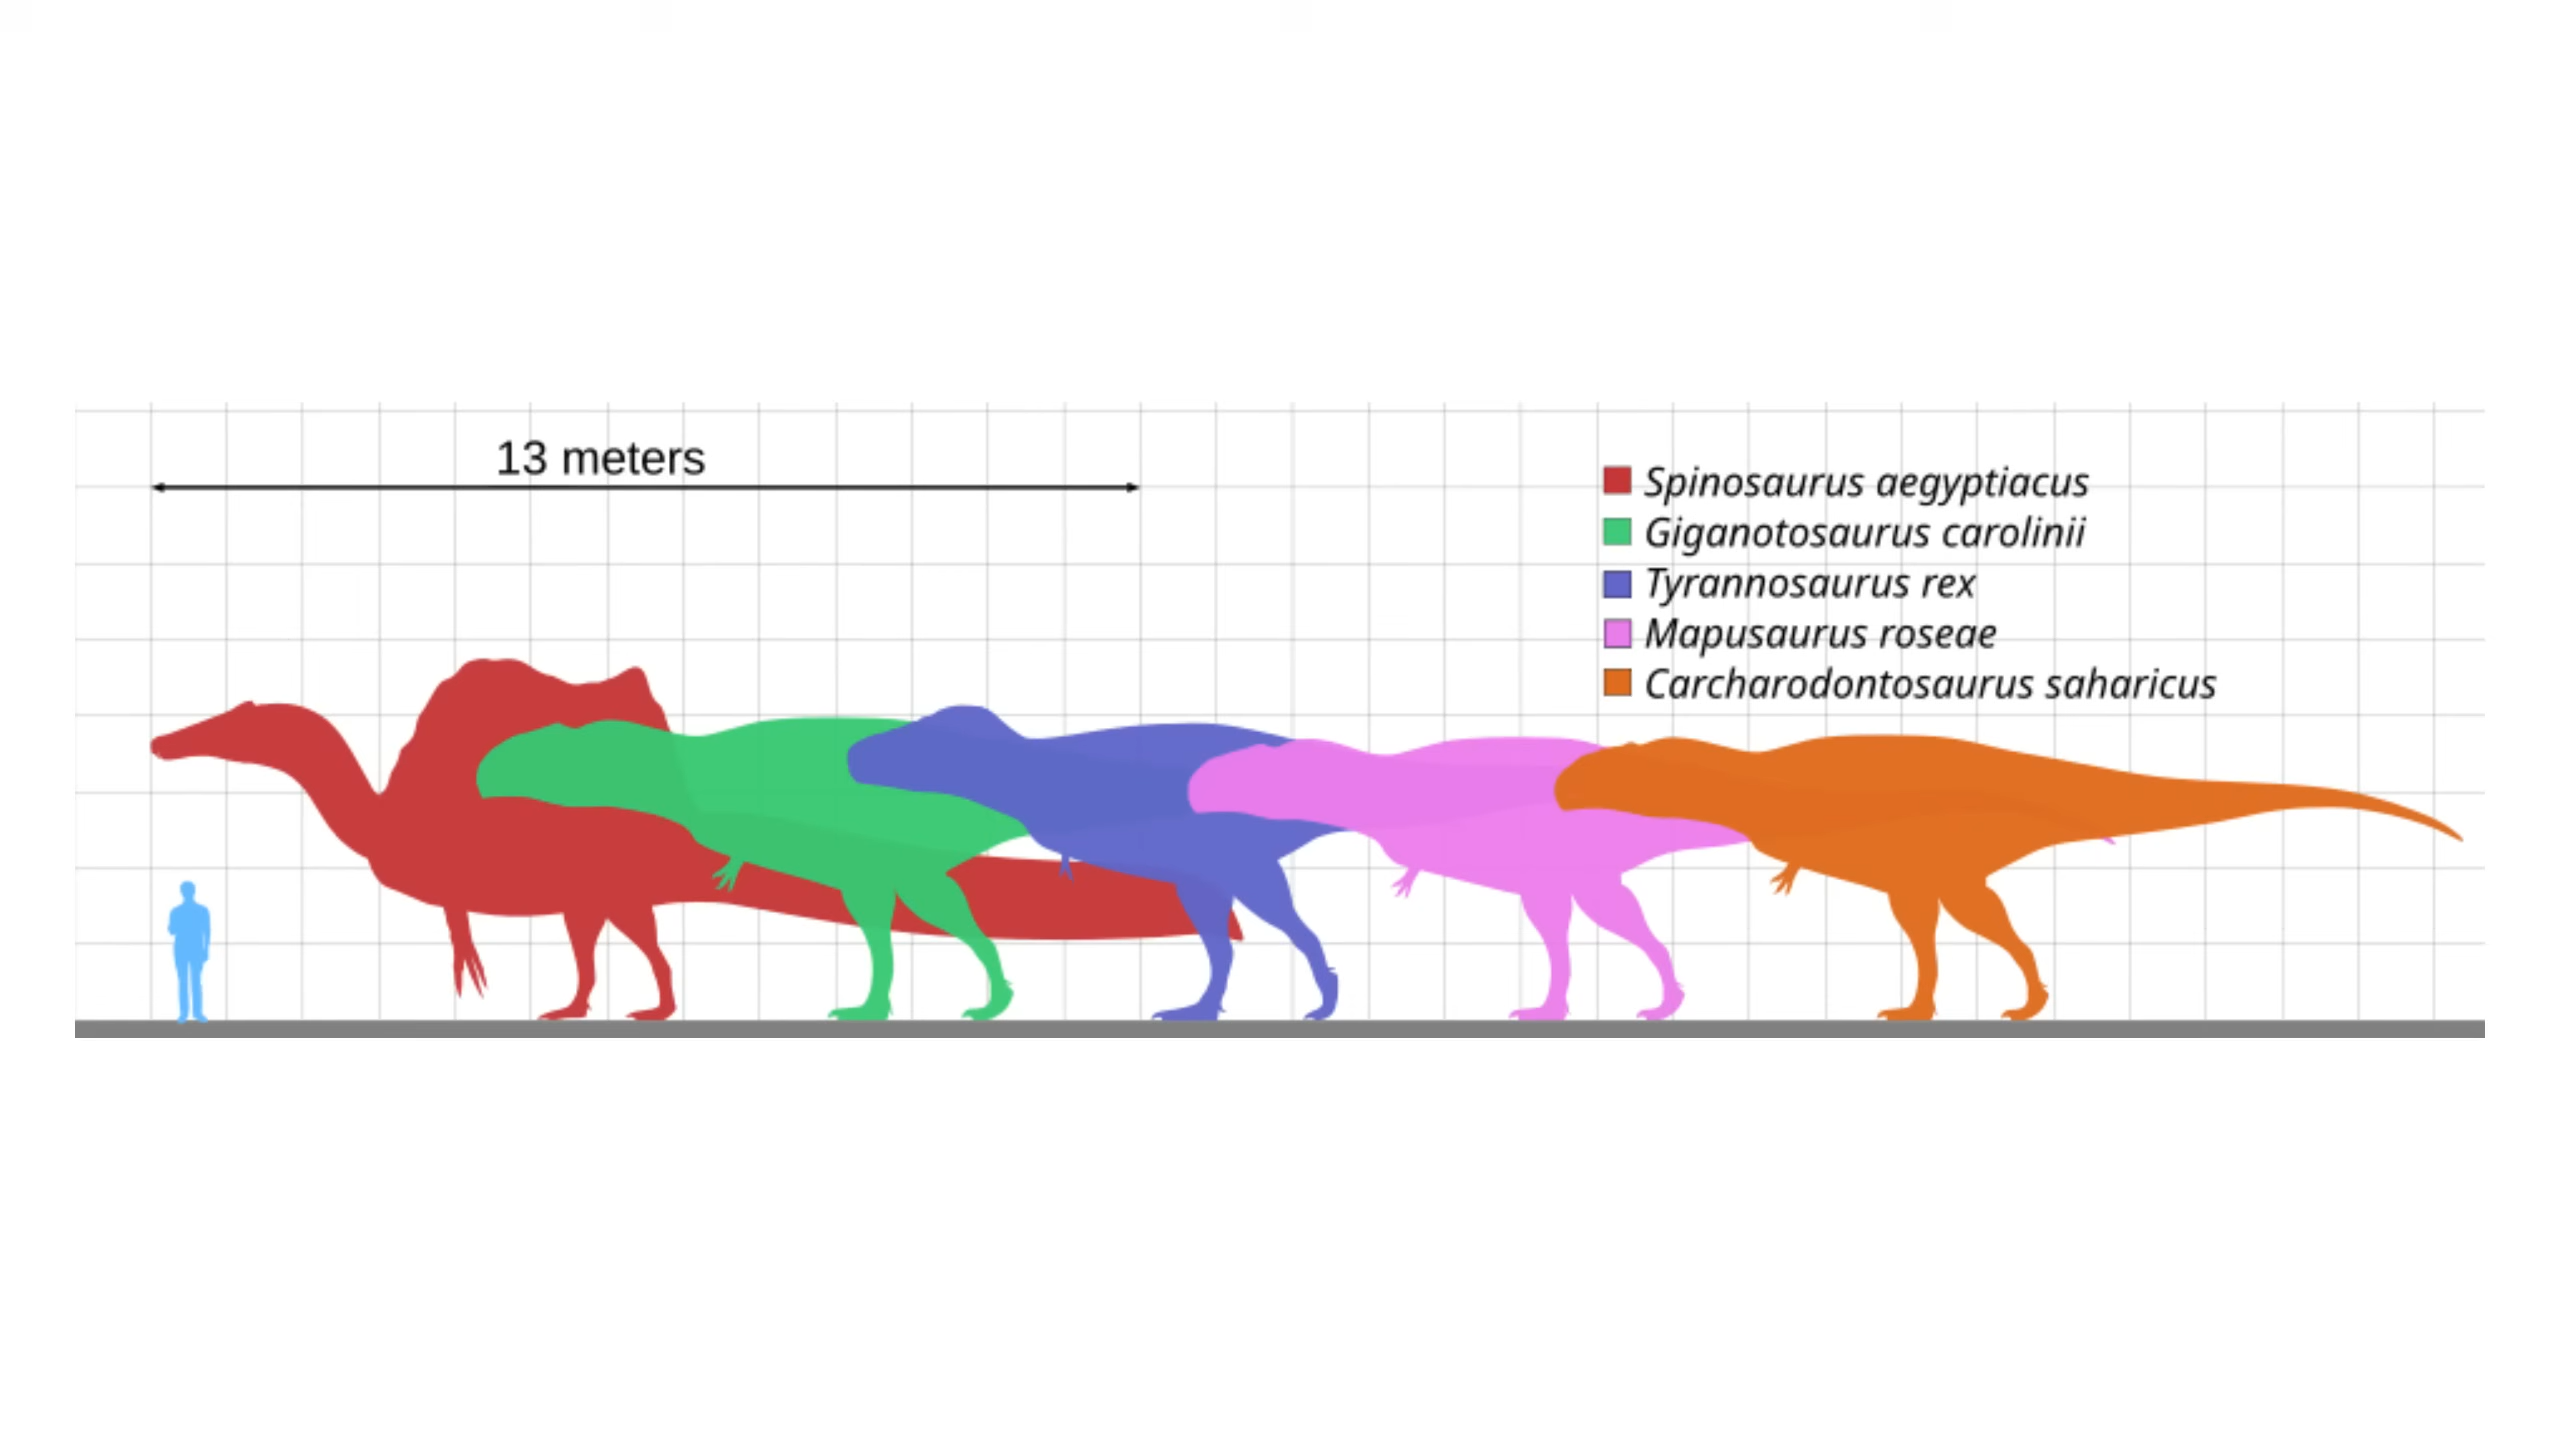 13 meters
Spinosaurus aegyptiacus
Giganotosaurus carolinii
Tyrannosaurus rex
Mapusaurus roseae
Carcharodontosaurus saharicus